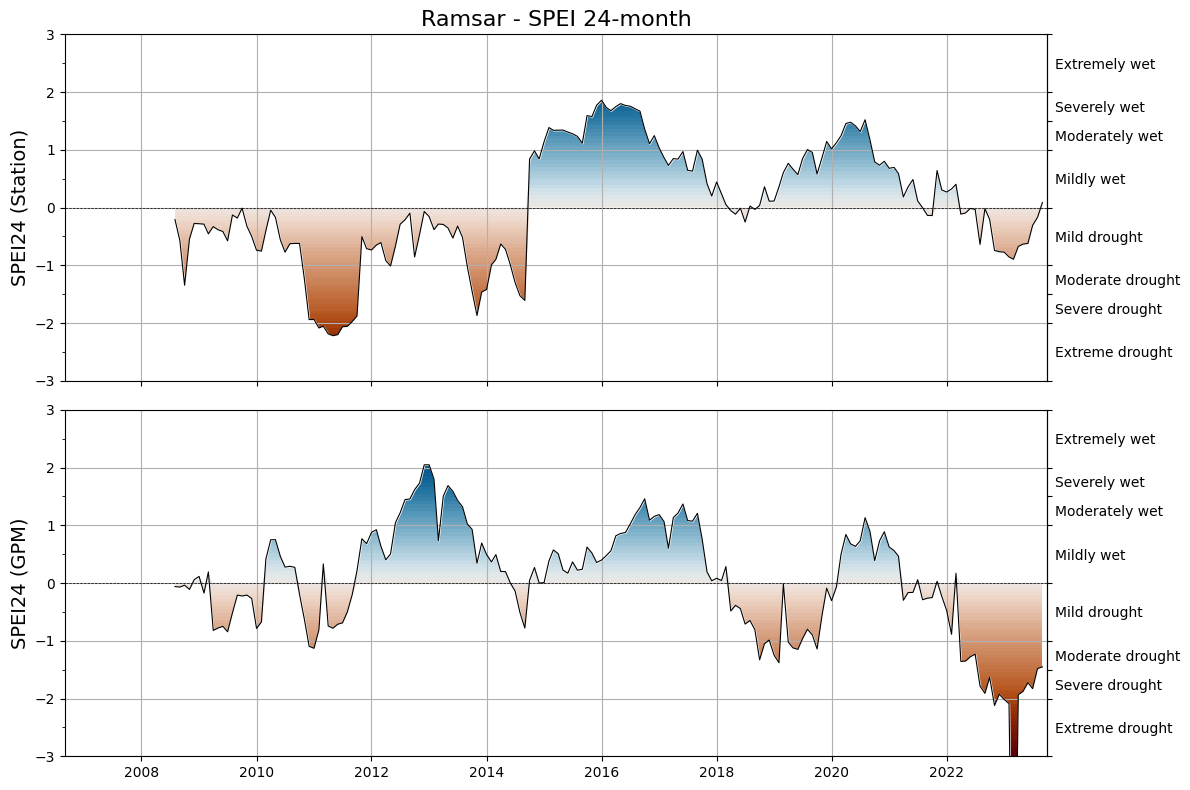 Ramsar - SPEI 24-month
SPEI24 (Station)
3
2
1
0
−1
−2
−3
Extremely wet
Severely wet
Moderately wet
Mildly wet
Mild drought
Moderate drought
Severe drought
Extreme drought
SPEI24 (GPM)
3
2
1
0
−1
−2
−3
Extremely wet
Severely wet
Moderately wet
Mildly wet
Mild drought
Moderate drought
Severe drought
Extreme drought
2008 2010 2012 2014 2016 2018 2020 2022